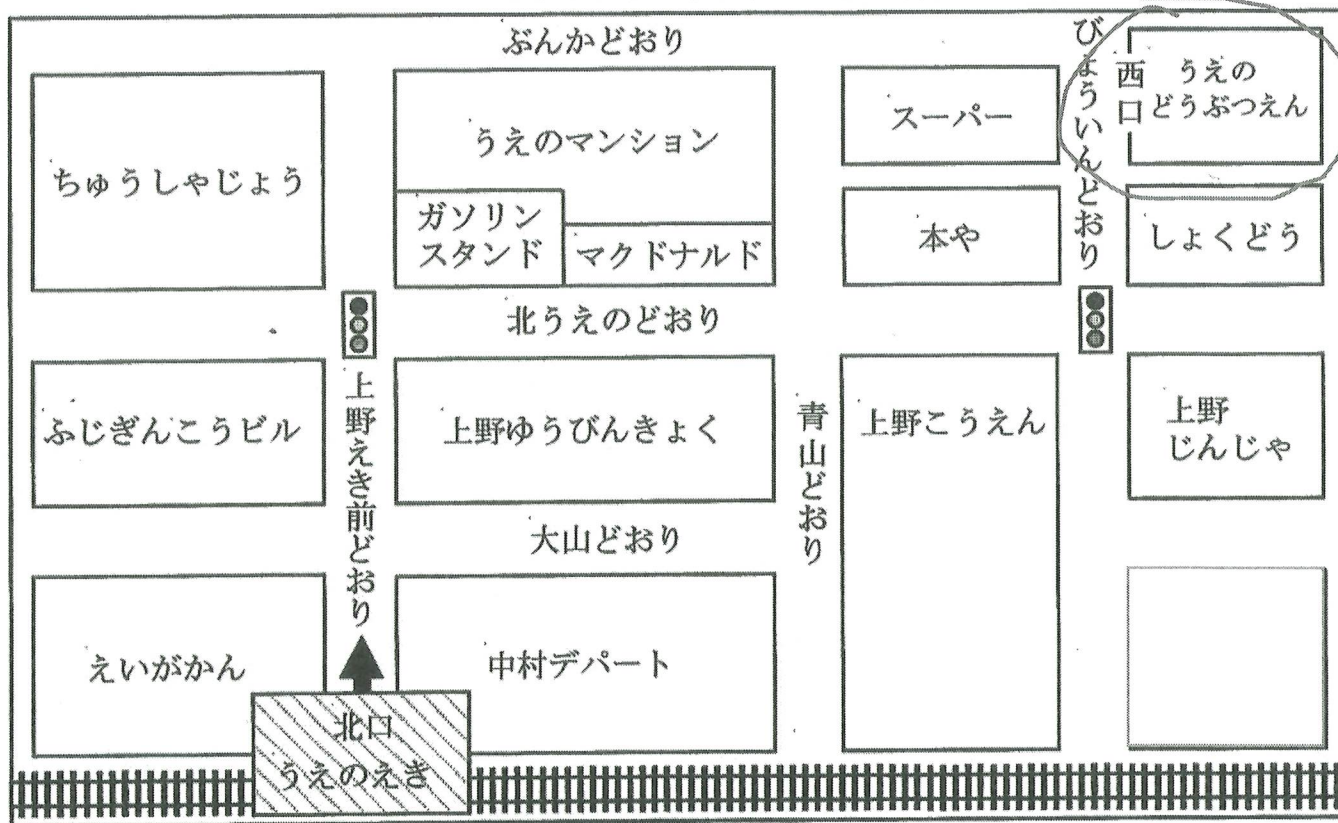 ぶんかどおり
びょういんどおり
西口
うえの
どうぶつえん
スーパー
うえのマンション
ちゅうしゃじょう
ガソリン
スタンド
マクドナルド
本や
しょくどう
北うえのどおり
上野えき前どおり
ふじぎんこうビル
上野ゆうびんきょく
青山どおり
上野こうえん
上野
じんじゃ
大山どおり
えいがかん
中村デパート
北口
うえのえき